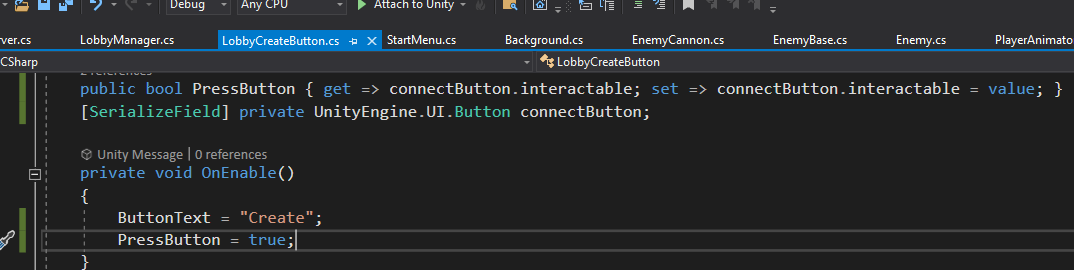 Debug Any CPU Attach to Unity
ver.cs LobbyManager.cs LobbyCreateButton.cs StartMenu.cs Background.cs EnemyCannon.cs EnemyBase.cs Enemy.cs PlayerAnimato
CSharp LobbyCreateButton
2 references
public bool PressButton { get => connectButton.interactable; set => connectButton.interactable = value; }
[SerializeField] private UnityEngine.UI.Button connectButton;
Unity Message | 0 references
private void OnEnable()
{
ButtonText = "Create";
PressButton = true;
}